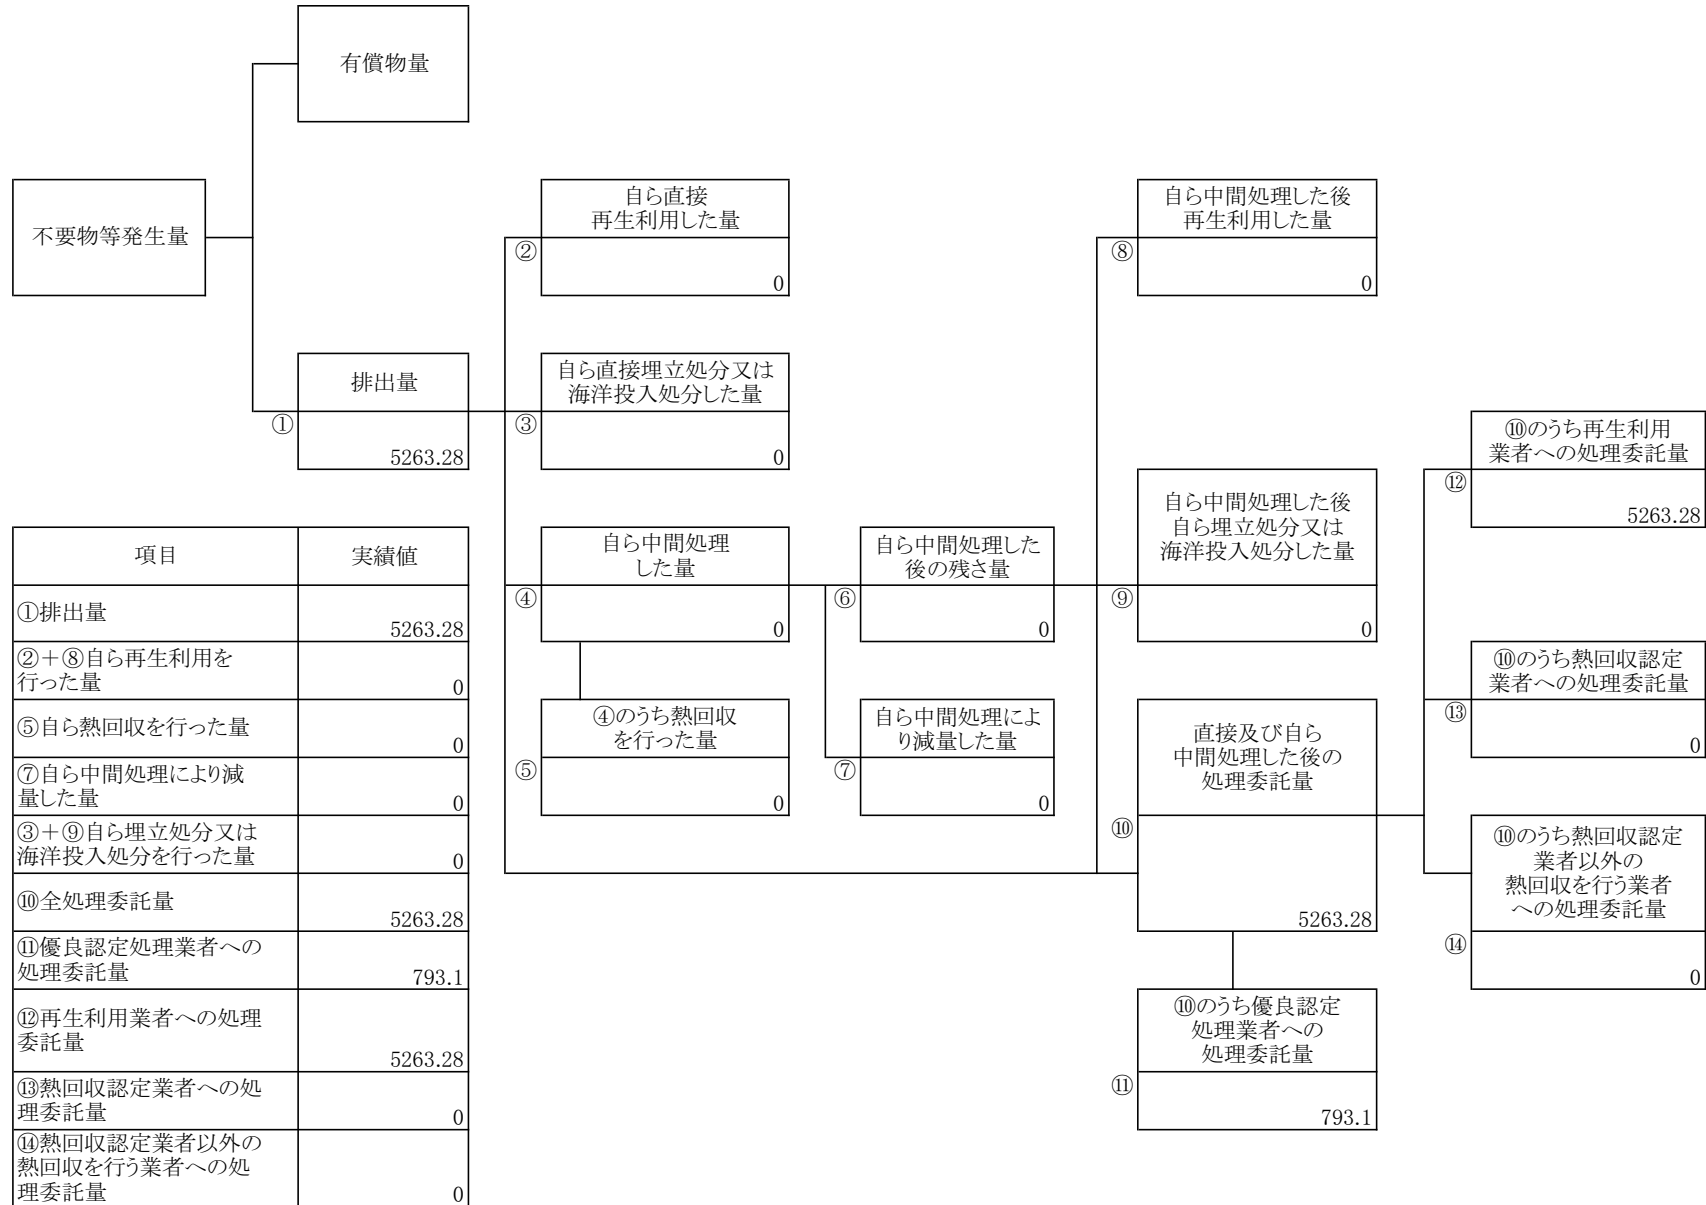 有償物量
不要物等発生量
自ら直接
再生利用した量
②
0
自ら中間処理した後
再生利用した量
⑧
0
排出量
①
5263.28
自ら直接埋立処分又は
海洋投入処分した量
③
0
⑩のうち再生利用
業者への処理委託量
⑫
5263.28
自ら中間処理
した量
④
0
自ら中間処理した
後の残さ量
⑥
0
自ら中間処理した後
自ら埋立処分又は
海洋投入処分した量
⑨
0
⑩のうち熱回収認定
業者への処理委託量
⑬
0
④のうち熱回収
を行った量
⑤
0
自ら中間処理によ
り減量した量
⑦
0
直接及び自ら
中間処理した後の
処理委託量
⑩
5263.28
⑩のうち熱回収認定
業者以外の
熱回収を行う業者
への処理委託量
⑭
0
⑩のうち優良認定
処理業者への
処理委託量
⑪
793.1
項目 実績値
①排出量
5263.28
②＋⑧自ら再生利用を
行った量
0
⑤自ら熱回収を行った量
0
⑦自ら中間処理により減
量した量
0
③＋⑨自ら埋立処分又は
海洋投入処分を行った量
0
⑩全処理委託量
5263.28
⑪優良認定処理業者への
処理委託量
793.1
⑫再生利用業者への処理
委託量
5263.28
⑬熱回収認定業者への処
理委託量
0
⑭熱回収認定業者以外の
熱回収を行う業者への処
理委託量
0